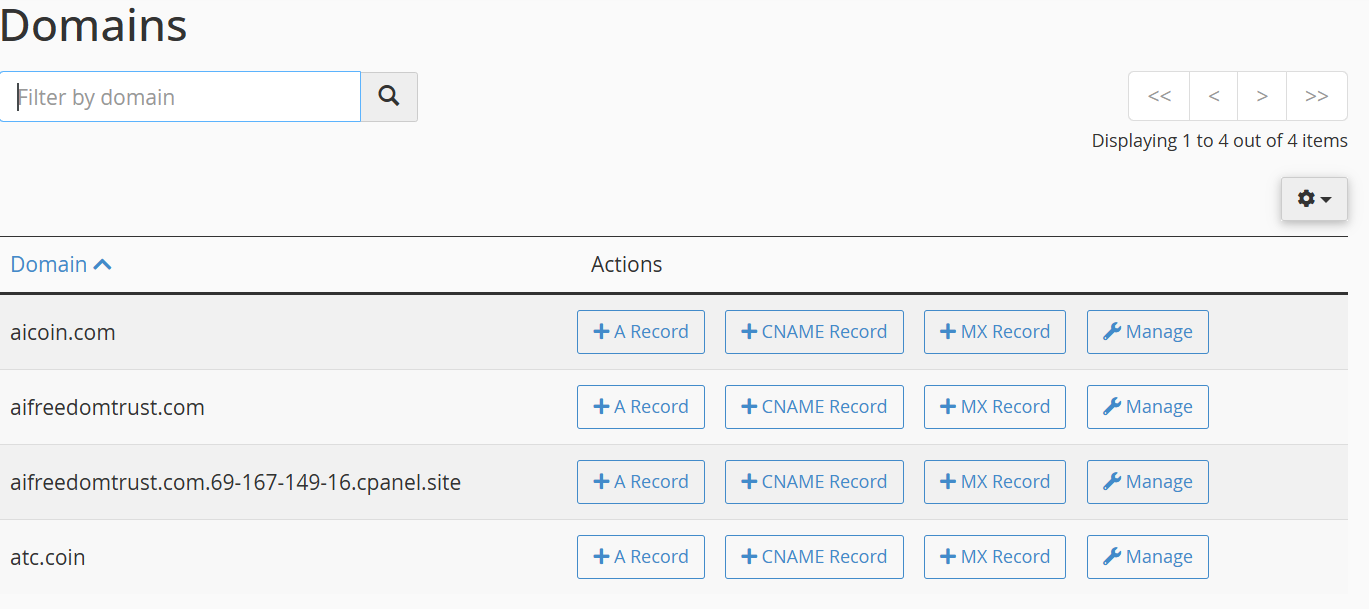 Domains
Filter by domain
<< < > >>
Displaying 1 to 4 out of 4 items
Domain Actions
aicoin.com A Record CNAME Record MX Record Manage
aifreedomtrust.com A Record CNAME Record MX Record Manage
aifreedomtrust.com.69-167-149-16.cpanel.site A Record CNAME Record MX Record Manage
atc.coin A Record CNAME Record MX Record Manage